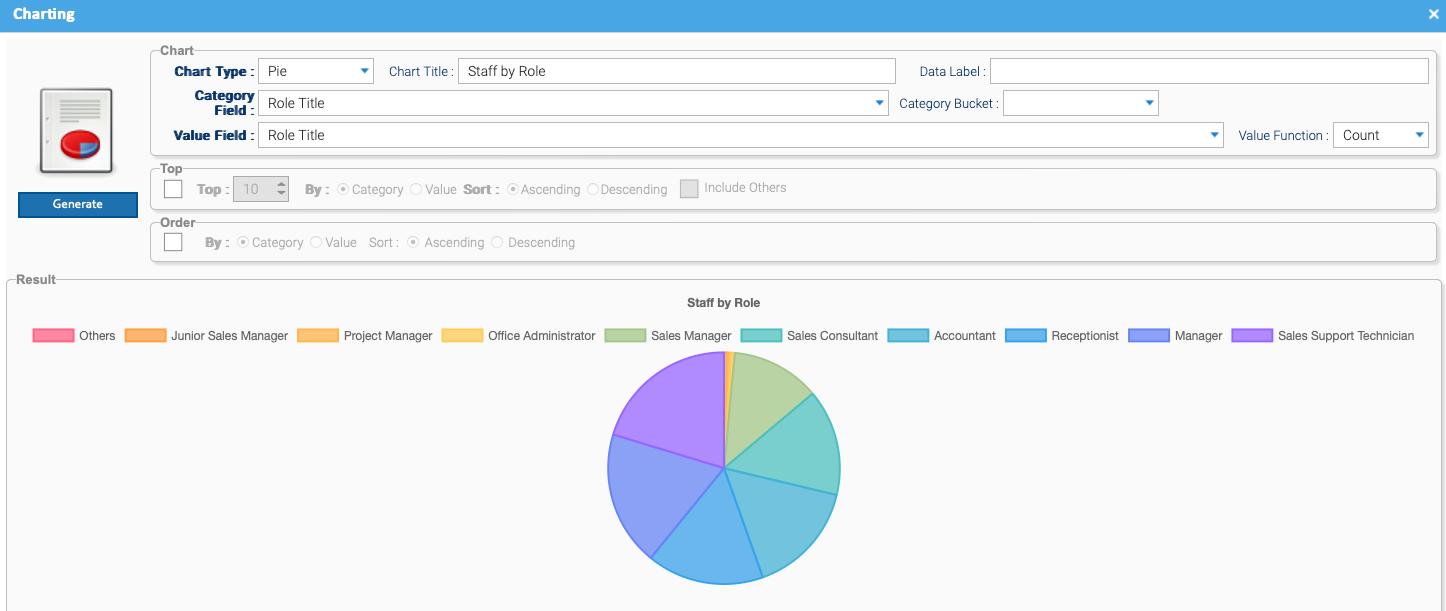 Charting ×
Chart
Chart Type : Pie Chart Title : Staff by Role Data Label :
Category Field : Role Title Category Bucket :
Value Field : Role Title Value Function : Count
Top
Top : 10 By : Category Value Sort : Ascending Descending Include Others
Generate
Order
By : Category Value Sort : Ascending Descending
Result
Staff by Role
Others Junior Sales Manager Project Manager Office Administrator Sales Manager Sales Consultant Accountant Receptionist Manager Sales Support Technician